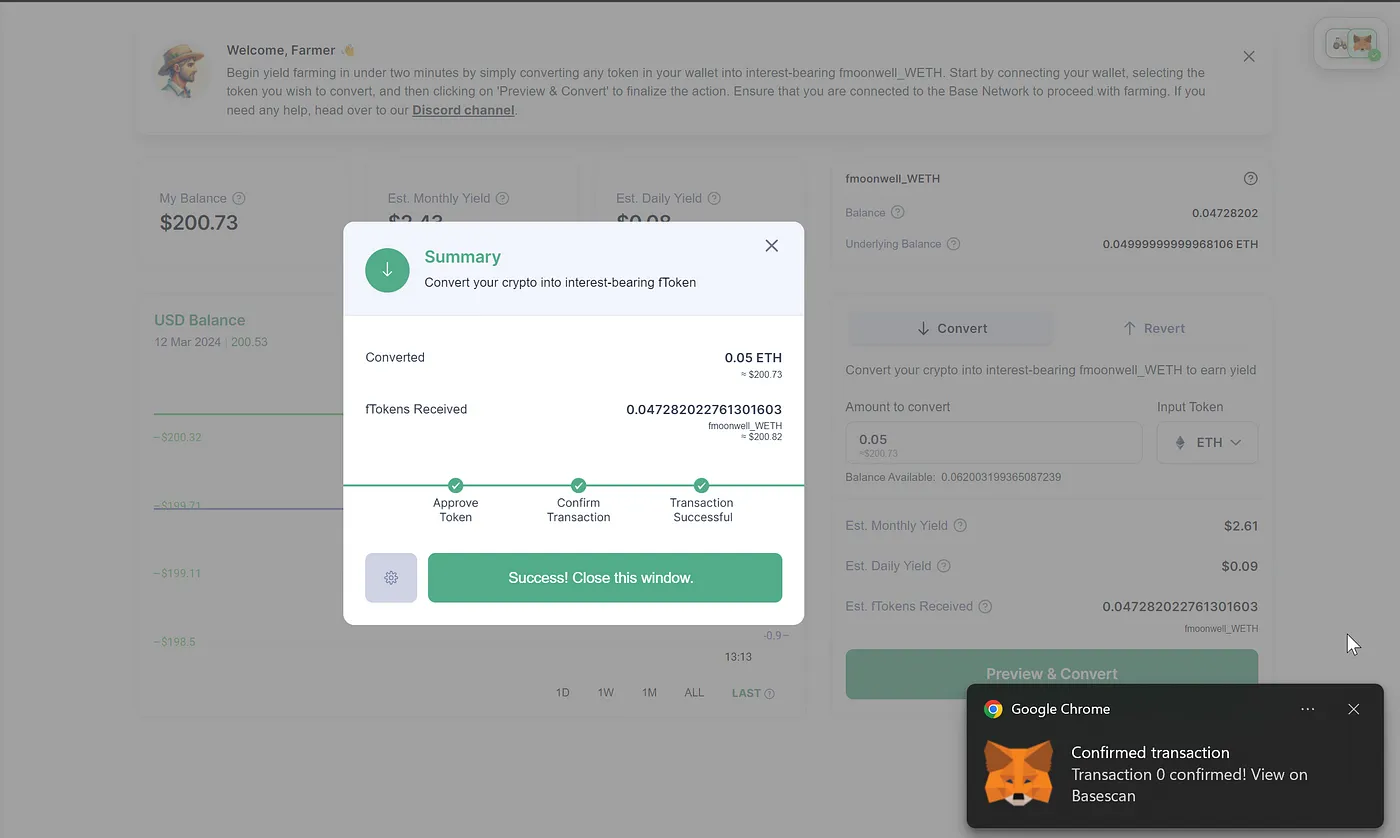 Welcome, Farmer
Begin yield farming in under two minutes by simply converting any token in your wallet into interest-bearing fmoonwell_WETH. Start by connecting your wallet, selecting the
token you wish to convert, and then clicking on 'Preview & Convert' to finalize the action. Ensure that you are connected to the Base Network to proceed with farming. If you
need any help, head over to our Discord channel.
My Balance
$200.73
Est. Monthly Yield
$2.43
Est. Daily Yield
$0.08
fmoonwell_WETH
Balance
0.04728202
Underlying Balance
0.04999999999968106 ETH
USD Balance
12 Mar 2024 | 200.53
$200.32
$199.71
$199.11
$198.5
-0.9
13:13
1D 1W 1M ALL LAST
Summary
Convert your crypto into interest-bearing fToken
Converted
0.05 ETH
≈ $200.73
fTokens Received
0.047282022761301603
fmoonwell_WETH
≈ $200.82
Approve
Token
Confirm
Transaction
Transaction
Successful
Success! Close this window.
Convert
Revert
Convert your crypto into interest-bearing fmoonwell_WETH to earn yield
Amount to convert
Input Token
0.05
≈$200.73
ETH
Balance Available: 0.062003199365087239
Est. Monthly Yield
$2.61
Est. Daily Yield
$0.09
Est. fTokens Received
0.047282022761301603
fmoonwell_WETH
Preview & Convert
Google Chrome
Confirmed transaction
Transaction 0 confirmed! View on
Basescan